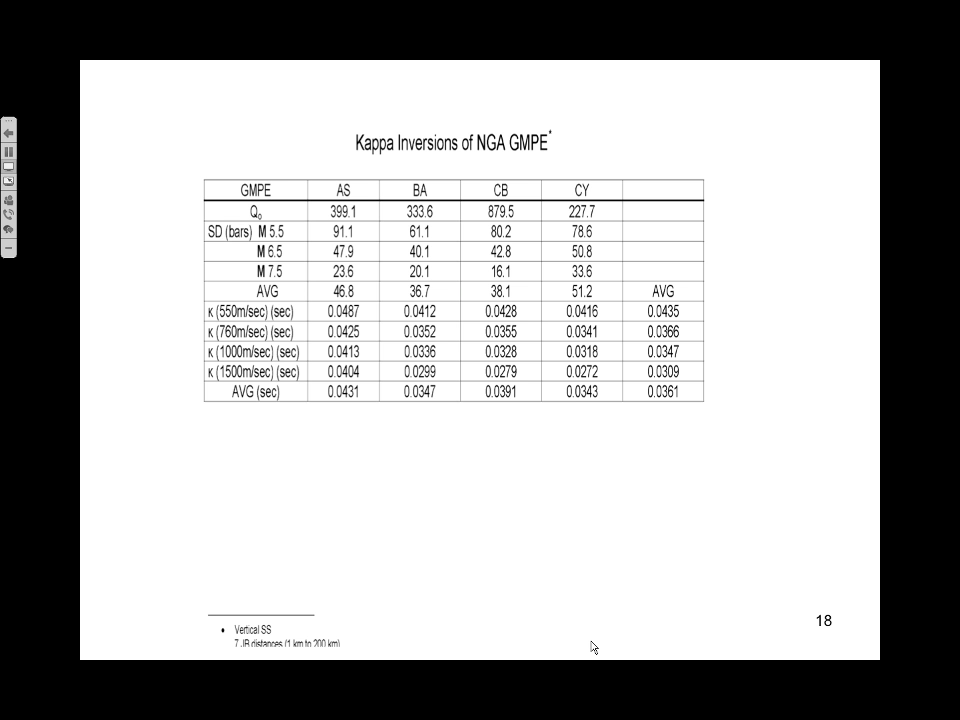 Kappa Inversions of NGA GMPE*
GMPE AS BA CB CY
Qo 399.1 333.6 879.5 227.7
SD (bars) M 5.5 91.1 61.1 80.2 78.6
M 6.5 47.9 40.1 42.8 50.8
M 7.5 23.6 20.1 16.1 33.6
AVG 46.8 36.7 38.1 51.2 AVG
κ (550m/sec) (sec) 0.0487 0.0412 0.0428 0.0416 0.0435
κ (760m/sec) (sec) 0.0425 0.0352 0.0355 0.0341 0.0366
κ (1000m/sec) (sec) 0.0413 0.0336 0.0328 0.0318 0.0347
κ (1500m/sec) (sec) 0.0404 0.0299 0.0279 0.0272 0.0309
AVG (sec) 0.0431 0.0347 0.0391 0.0343 0.0361
• Vertical SS
7 JB distances (1 km to 200 km)
18